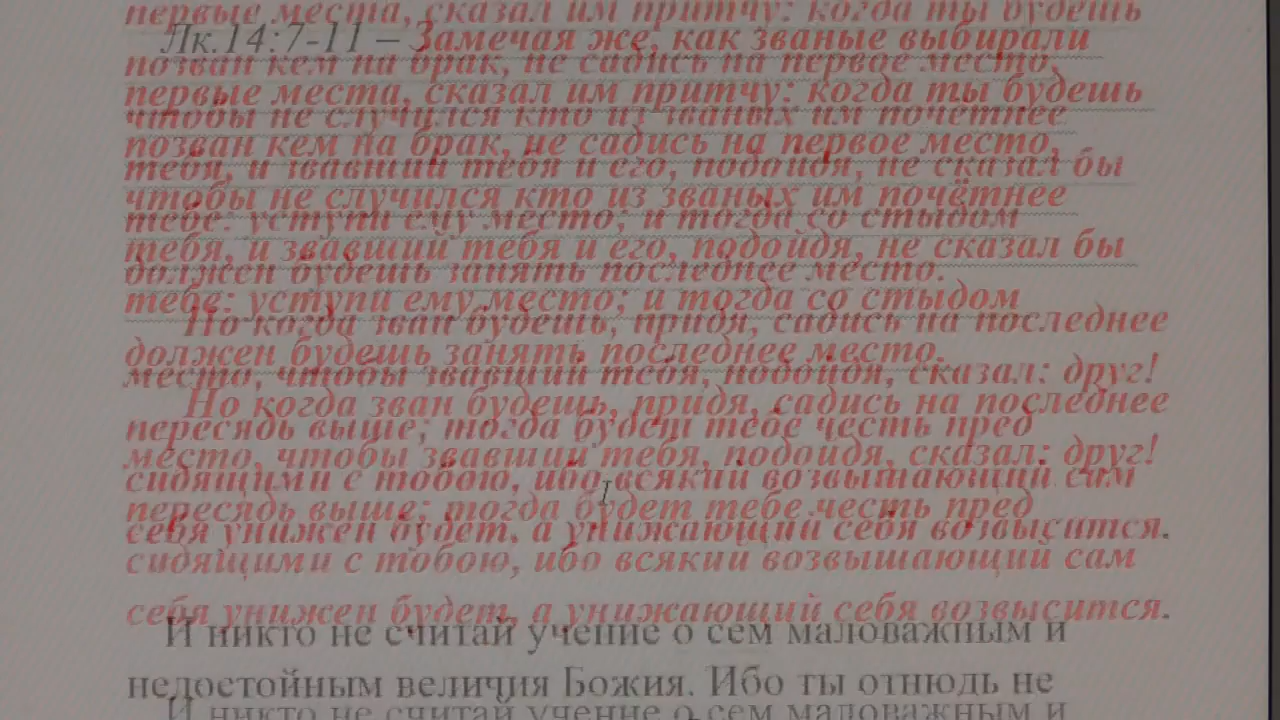 Лк.14:7-11 – Замечая же, как званые выбирали
первые места, сказал им притчу: когда ты будешь
позван кем на брак, не садись на первое место,
чтобы не случился кто из званых им почётнее
тебя, и звавший тебя и его, подойдя, не сказал бы
тебе: уступи ему место; и тогда со стыдом
должен будешь занять последнее место.
Но когда зван будешь, придя, садись на последнее
место, чтобы звавший тебя, подойдя, сказал: друг!
пересядь выше; тогда будет тебе честь пред
сидящими с тобою, ибо всякий возвышающий сам
себя унижен будет, а унижающий себя возвысится.
И никто не считай учение о сем маловажным и
недостойным величия Божия. Ибо ты отнюдь не